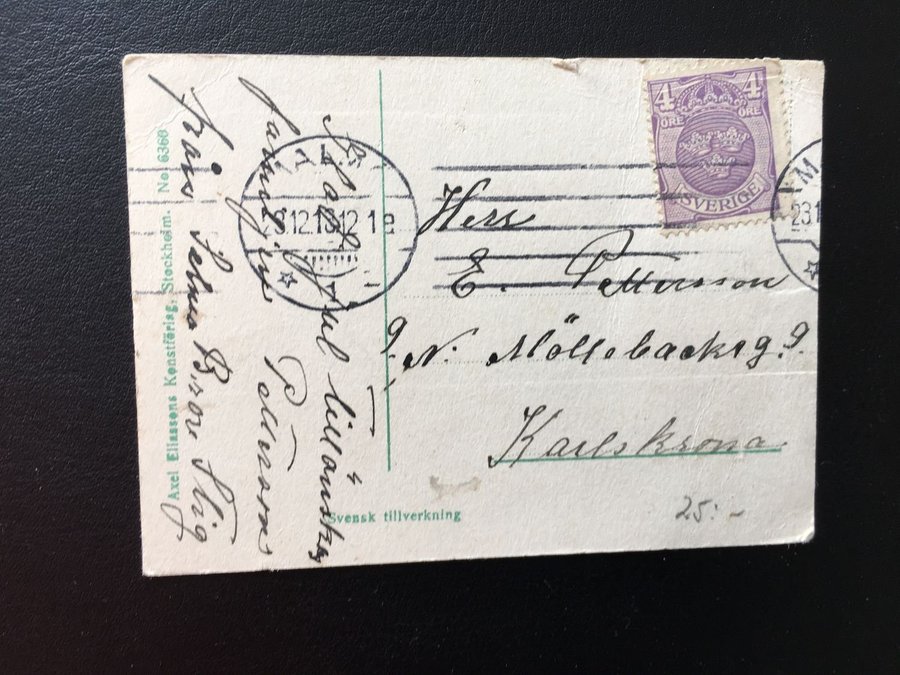 4 4
ÖRE ÖRE
SVERIGE
Herr
E. Pettersson
N. Möllebacksg. 9.
Karlskrona
God Jul tillönskas
familjen Pettersson
från Selma Bror Stig
Axel Eliassons Konstförlag, Stockholm. No 6368
Svensk tillverkning
25:-